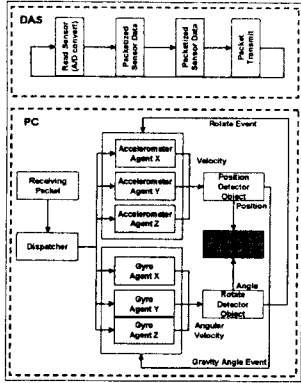 DAS
Read Sensor
(A/D convert)
Packetized
Sensor Data
Packetized
Sensor Data
Packet
Transmit
PC
Rotate Event
Accelerometer
Agent X
Accelerometer
Agent Y
Accelerometer
Agent Z
Velocity
Receiving
Packet
Position
Detector
Object
Position
Dispatcher
Gyro
Agent X
Gyro
Agent Y
Gyro
Agent Z
Angle
Rotate
Detector
Object
Angular
Velocity
Gravity Angle Event